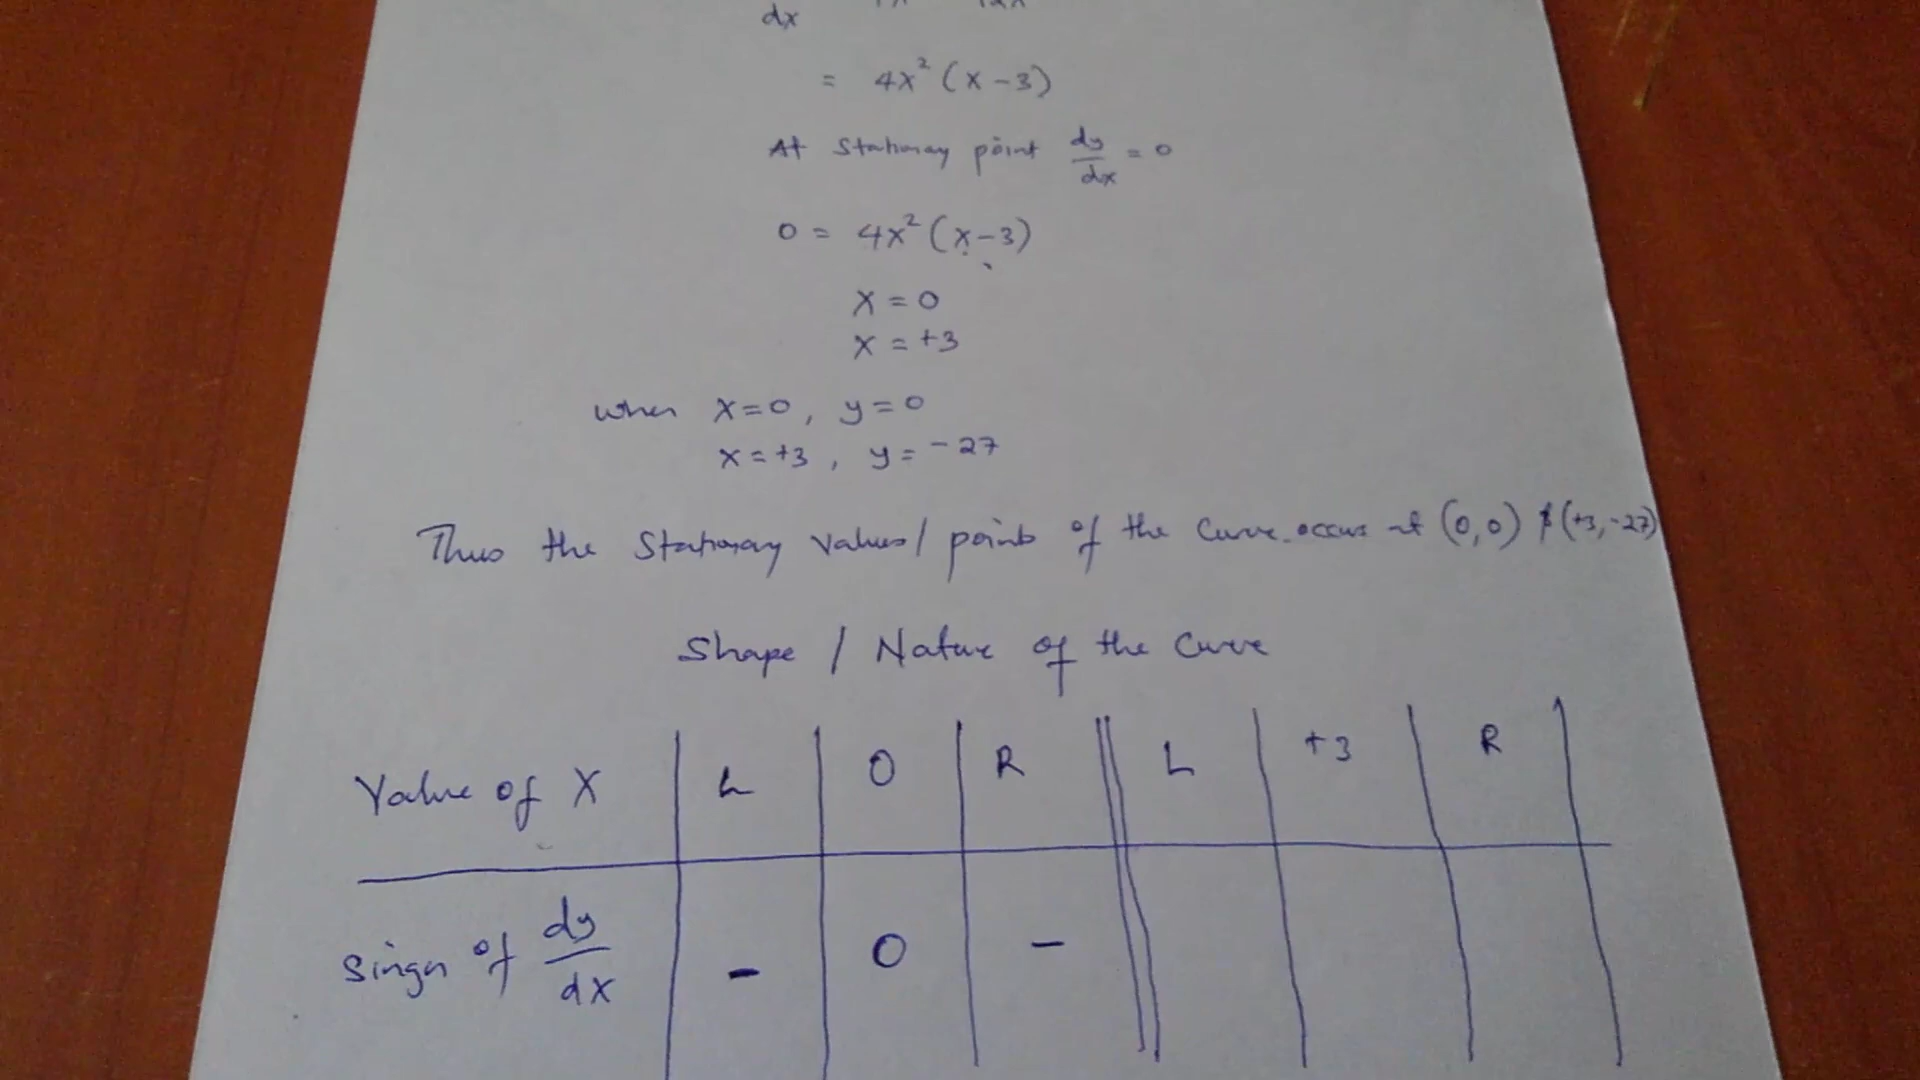 dx
= 4x² (x - 3)
At Stationary point dy/dx = 0
0 = 4x² (x - 3)
x = 0
x = +3
when x = 0, y = 0
x = +3, y = -27
Thus the Stationary values/ points of the Curve occurs at (0,0) & (+3,-27)
Shape / Nature of the Curve
Value of X | L | 0 | R || L | +3 | R |
Singn of dy/dx | - | 0 | - ||